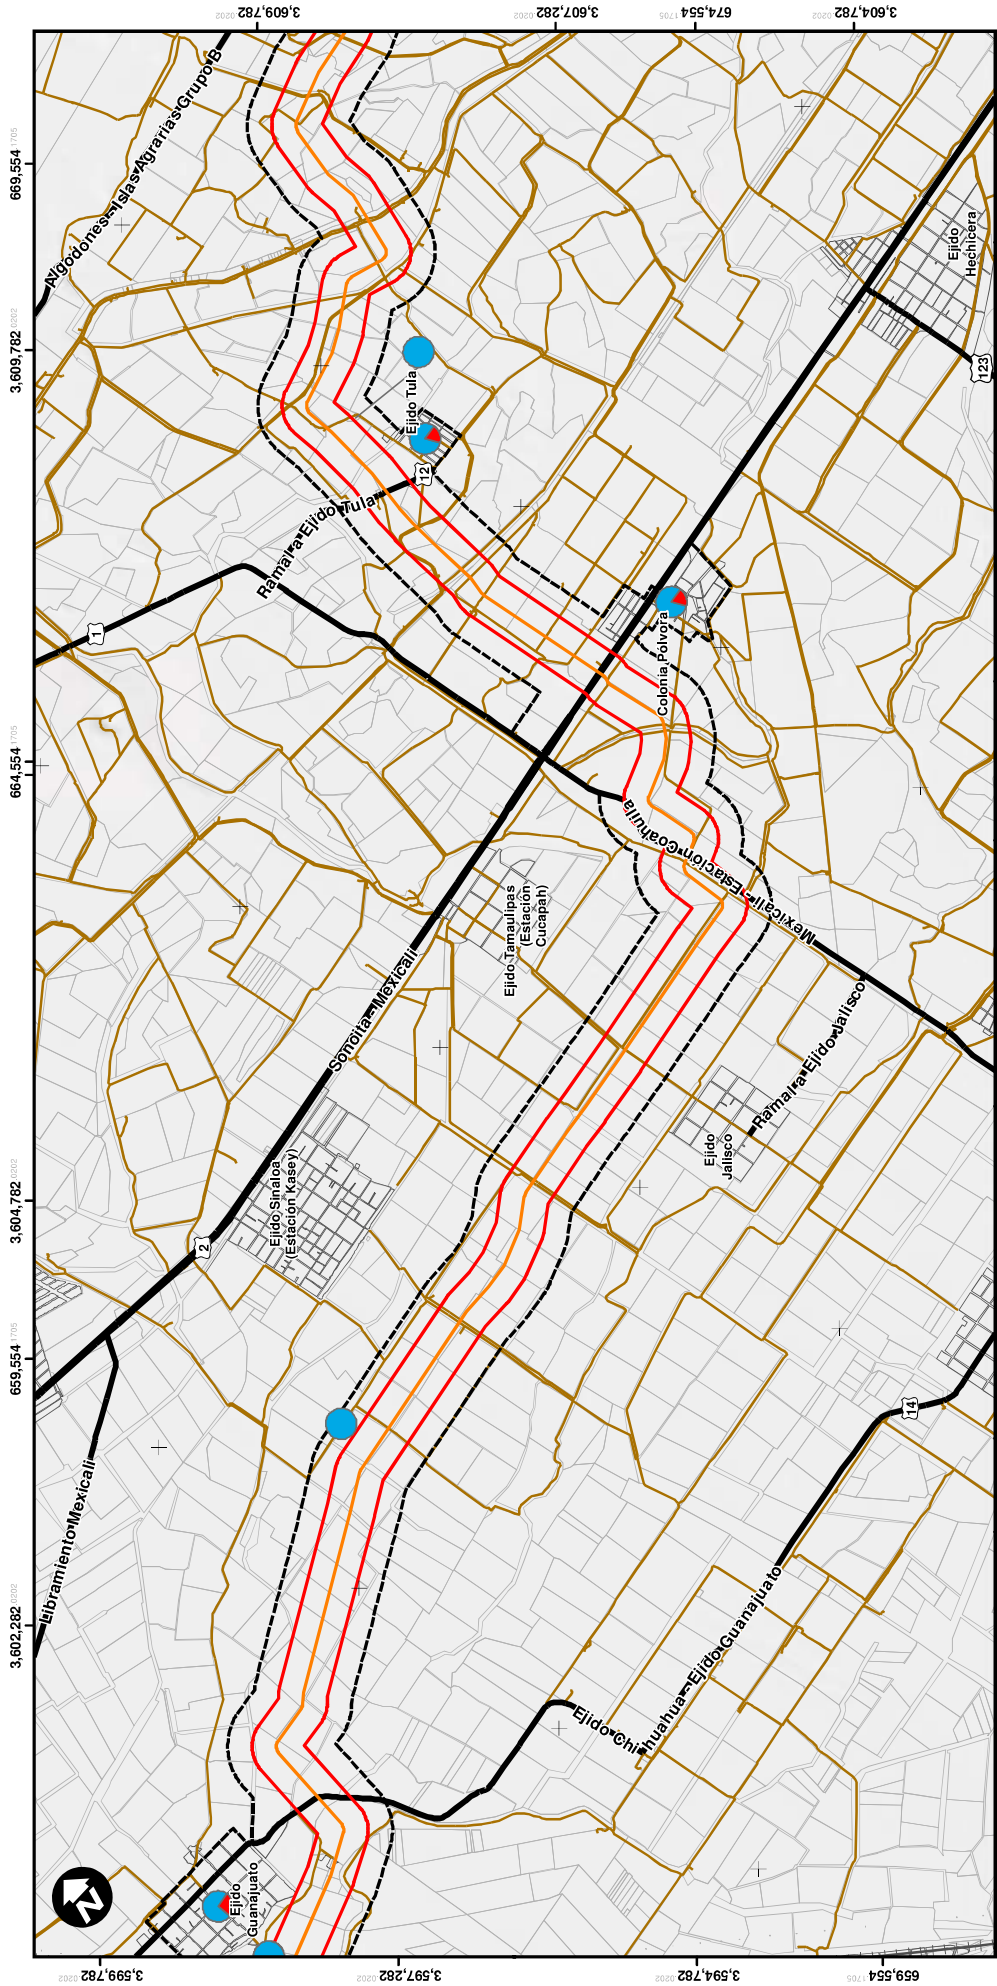 3,609,782
3,607,282
674,554
3,604,782
669,554
3,609,782
664,554
3,604,782
659,554
3,602,282
3,599,782
3,597,282
3,594,782
659,554
Algodones - Islas Agrarias Grupo B
Ejido
Hechicera
123
Ejido Tula
12
Ramal a Ejido Tula
1
Colonia Pólvora
Mexicali - Estación Coahuila
Ejido Tamaulipas
(Estación
Cucapah)
Sonoita - Mexicali
Ramal a Ejido Jalisco
Ejido
Jalisco
Ejido Sinaloa
(Estación Kasey)
2
14
Libramiento Mexicali
Ejido Chihuahua - Ejido Guanajuato
Ejido
Guanajuato
N